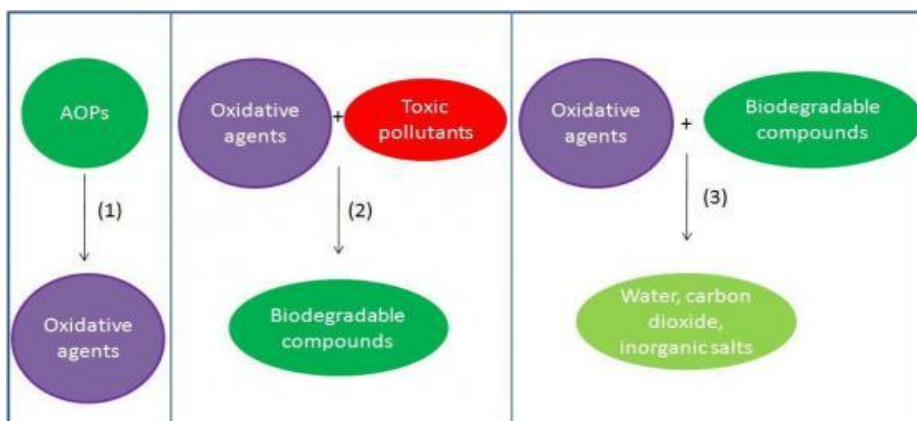 AOPs
(1)
Oxidative
agents
Oxidative
agents
+
Toxic
pollutants
(2)
Biodegradable
compounds
Oxidative
agents
+
Biodegradable
compounds
(3)
Water, carbon
dioxide,
inorganic salts